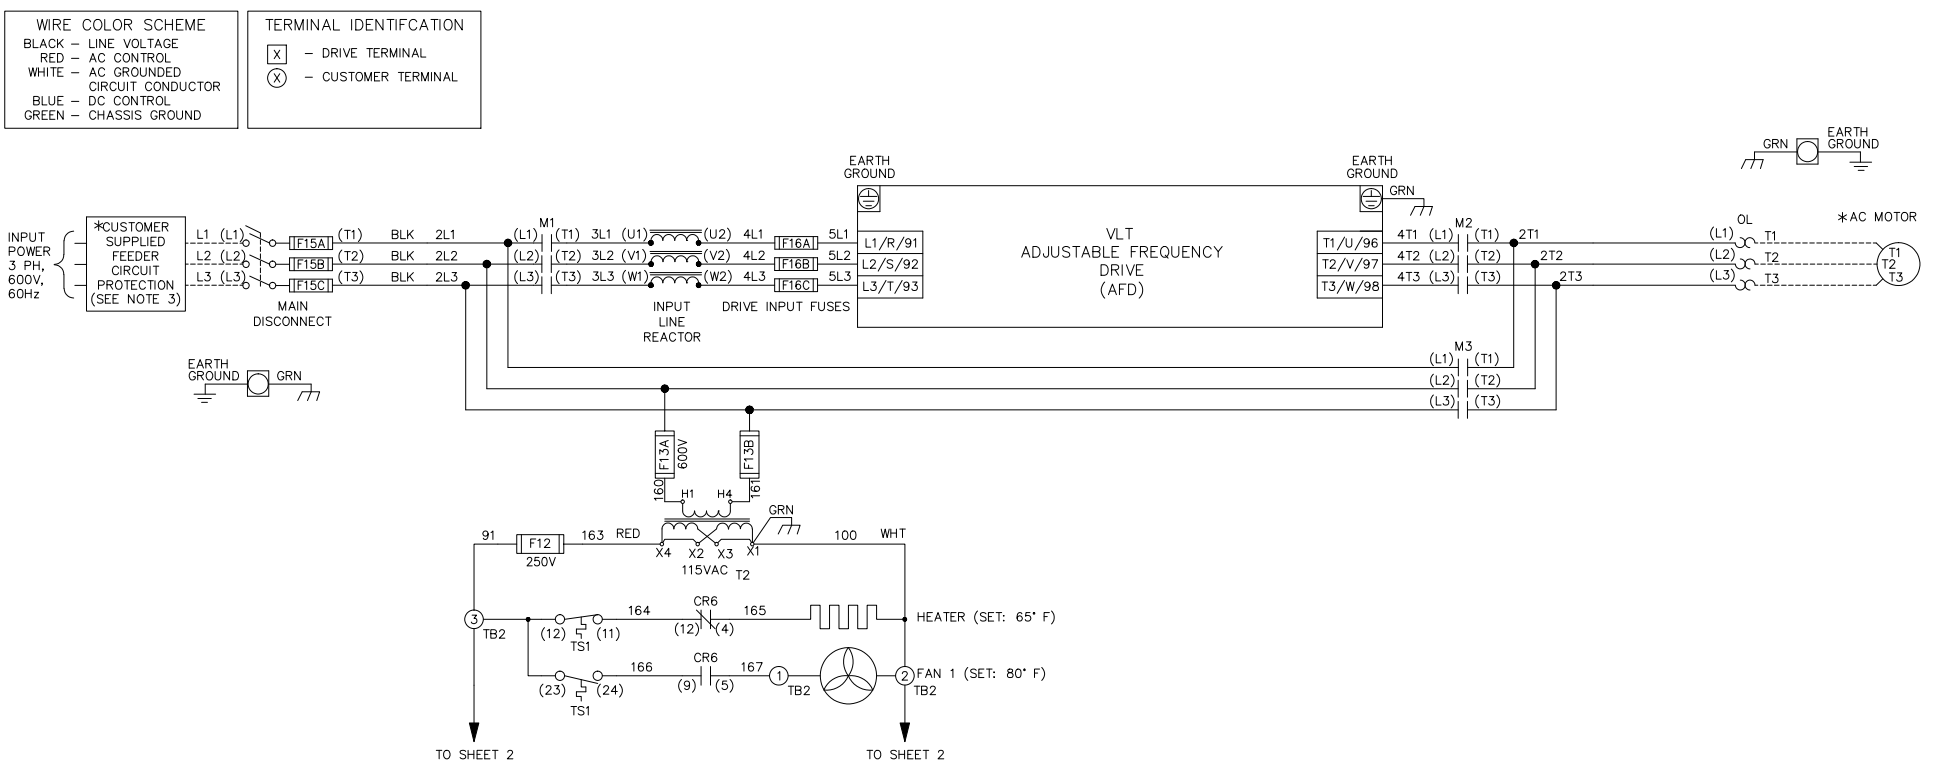 WIRE COLOR SCHEME
BLACK – LINE VOLTAGE
RED – AC CONTROL
WHITE – AC GROUNDED
CIRCUIT CONDUCTOR
BLUE – DC CONTROL
GREEN – CHASSIS GROUND
TERMINAL IDENTIFCATION
X – DRIVE TERMINAL
X – CUSTOMER TERMINAL
INPUT
POWER
3 PH,
600V,
60Hz
*CUSTOMER
SUPPLIED
FEEDER
CIRCUIT
PROTECTION
(SEE NOTE 3)
L1 (L1) F15A (T1) BLK 2L1 (L1) M1 (T1) 3L1 (U1) (U2) 4L1 F16A 5L1 L1/R/91
L2 (L2) F15B (T2) BLK 2L2 (L2) (T2) 3L2 (V1) (V2) 4L2 F16B 5L2 L2/S/92
L3 (L3) F15C (T3) BLK 2L3 (L3) (T3) 3L3 (W1) (W2) 4L3 F16C 5L3 L3/T/93
MAIN
DISCONNECT
INPUT
LINE
REACTOR
DRIVE INPUT FUSES
EARTH
GROUND
VLT
ADJUSTABLE FREQUENCY
DRIVE
(AFD)
EARTH
GROUND
GRN
T1/U/96 4T1 (L1) M2 (T1) 2T1 (L1) OL T1
T2/V/97 4T2 (L2) (T2) 2T2 (L2) T2
T3/W/98 4T3 (L3) (T3) 2T3 (L3) T3
GRN
EARTH
GROUND
*AC MOTOR
T1
T2
T3
EARTH
GROUND
GRN
M3
(L1) (T1)
(L2) (T2)
(L3) (T3)
F13A
600V
F13B
160
161
H1 H4
GRN
91 F12 163 RED
250V
X4 X2 X3 X1
100 WHT
115VAC T2
3
TB2
(12) (11)
TS1
164
CR6
(12) (4)
165
HEATER (SET: 65° F)
(23) (24)
TS1
166
CR6
(9) (5)
167
1
TB2
2
TB2
FAN 1 (SET: 80° F)
TO SHEET 2
TO SHEET 2